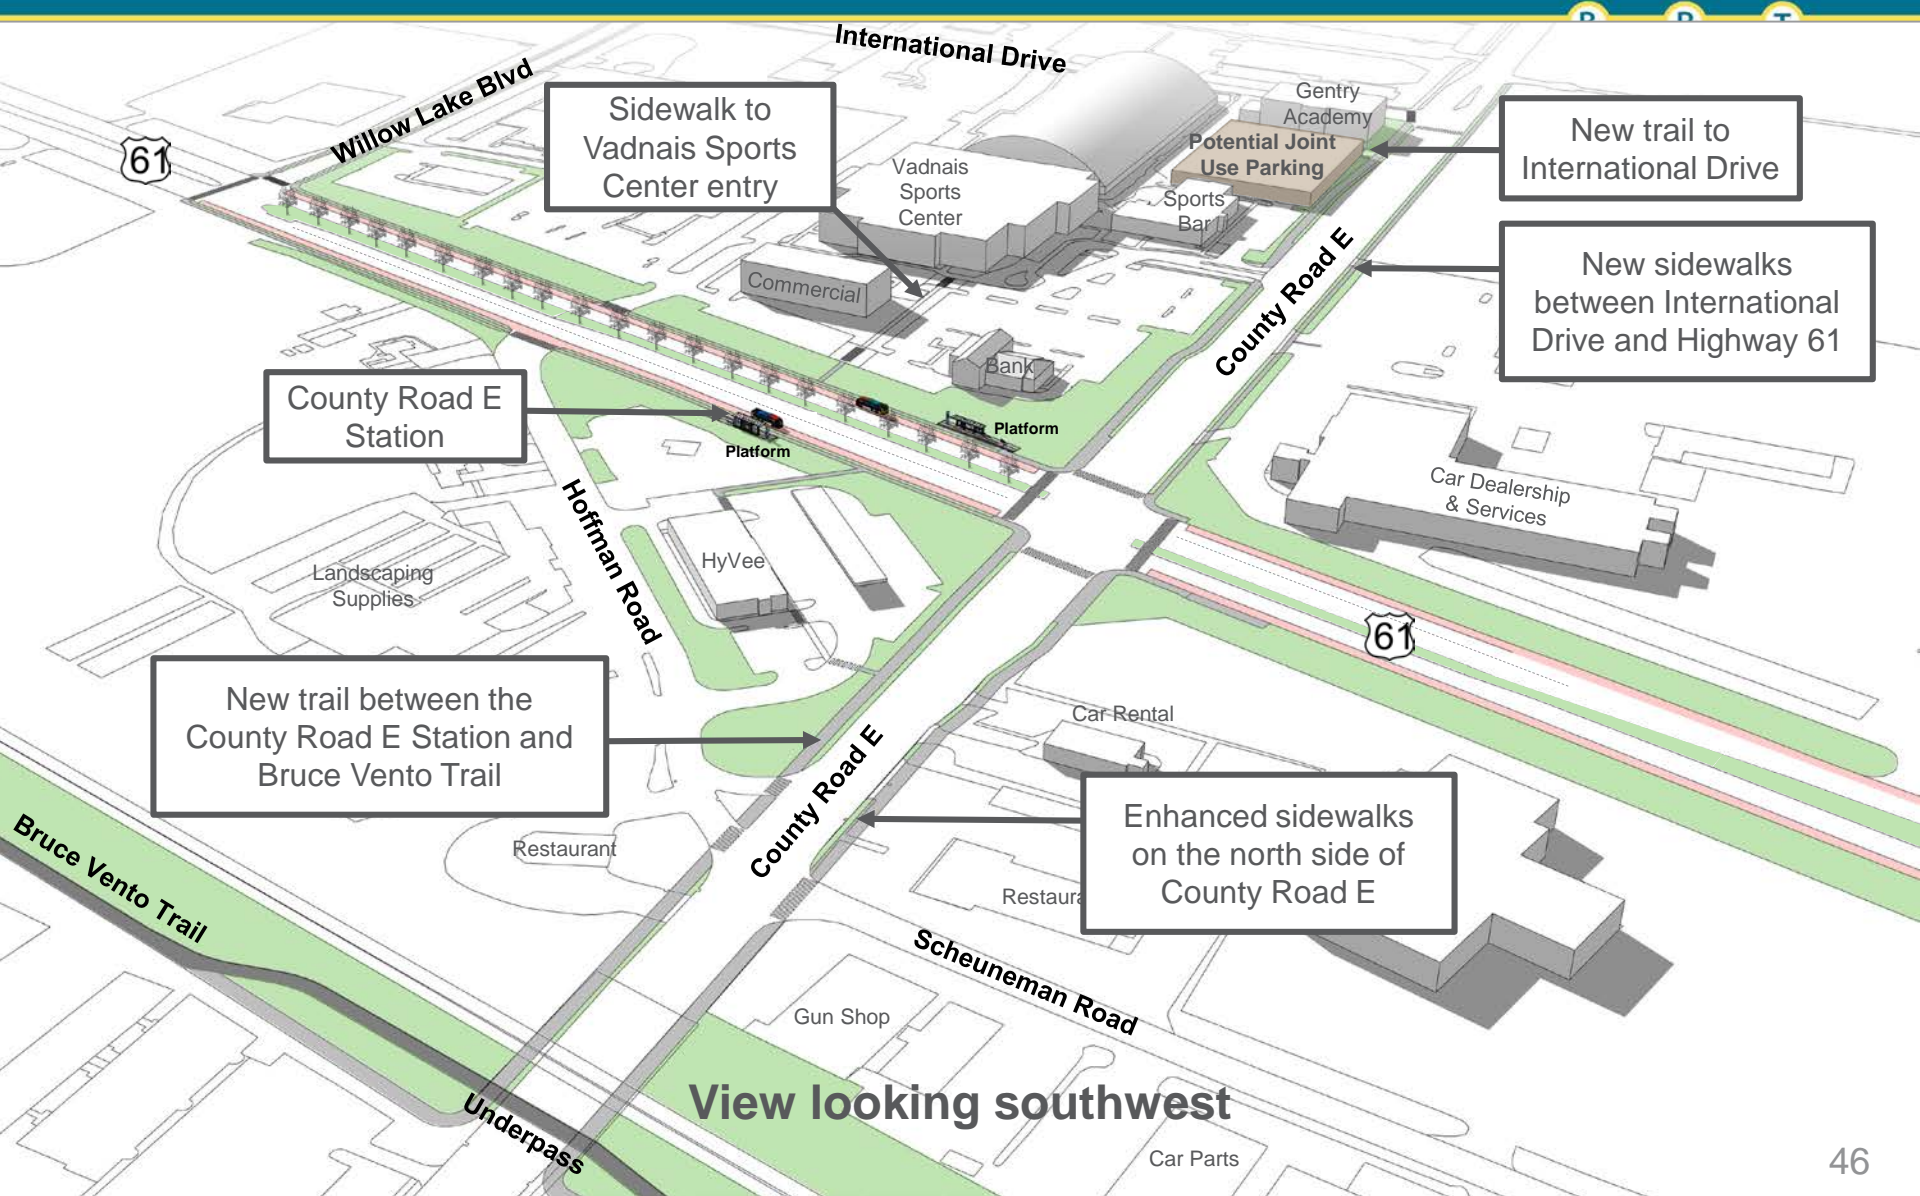 International Drive
Willow Lake Blvd
61
Sidewalk to
Vadnais Sports
Center entry
Gentry
Academy
Potential Joint
Use Parking
New trail to
International Drive
Vadnais
Sports
Center
Sports
Bar
Commercial
County Road E
New sidewalks
between International
Drive and Highway 61
Bank
County Road E
Station
Platform
Platform
Hoffman Road
Car Dealership
& Services
HyVee
Landscaping
Supplies
61
New trail between the
County Road E Station and
Bruce Vento Trail
Car Rental
County Road E
Enhanced sidewalks
on the north side of
County Road E
Restaurant
Bruce Vento Trail
Scheuneman Road
Gun Shop
View looking southwest
Underpass
Car Parts
46